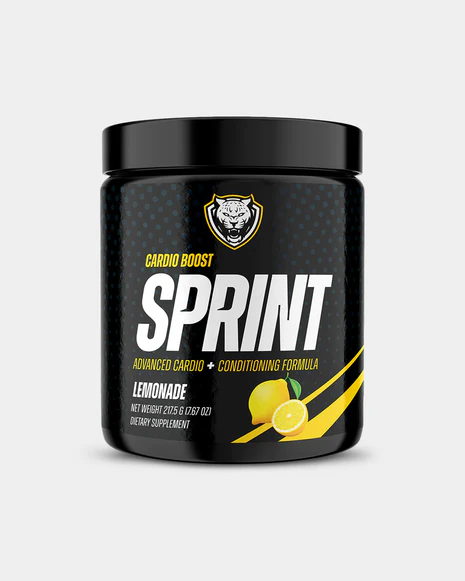 CARDIO BOOST
SPRINT
ADVANCED CARDIO + CONDITIONING FORMULA
LEMONADE
NET WEIGHT 217.5 G (7.67 OZ)
DIETARY SUPPLEMENT